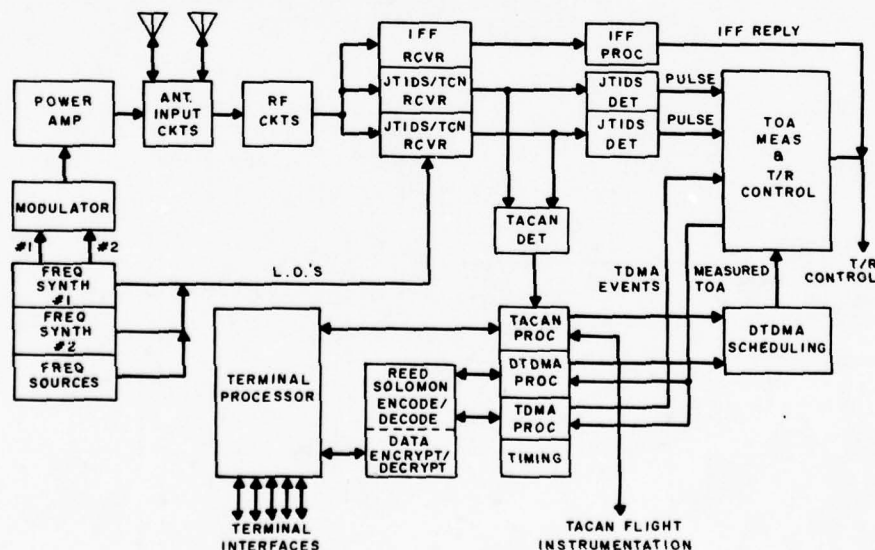 IFF
RCVR
IFF
PROC
IFF REPLY
POWER
AMP
ANT.
INPUT
CKTS
RF
CKTS
JTIDS/TCN
RCVR
JTIDS
DET
PULSE
JTIDS/TCN
RCVR
JTIDS
DET
PULSE
TOA
MEAS
&
T/R
CONTROL
MODULATOR
#1
#2
TACAN
DET
FREQ
SYNTH
#1
L.O.'S
TDMA
EVENTS
MEASURED
TOA
T/R
CONTROL
FREQ
SYNTH
#2
FREQ
SOURCES
TERMINAL
PROCESSOR
REED
SOLOMON
ENCODE/
DECODE
DATA
ENCRYPT/
DECRYPT
TACAN
PROC
DTDMA
PROC
TDMA
PROC
TIMING
DTDMA
SCHEDULING
TERMINAL
INTERFACES
TACAN FLIGHT
INSTRUMENTATION